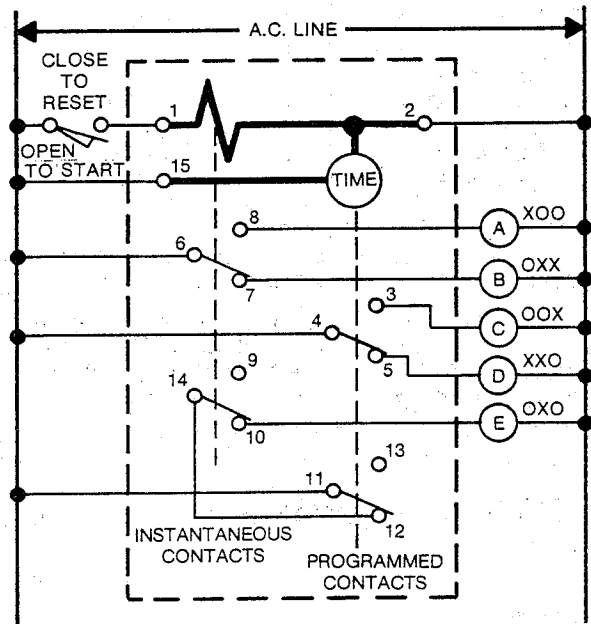 A.C. LINE
CLOSE
TO
RESET
1
2
OPEN
TO START
15
TIME
8
A
XOO
6
7
B
OXX
3
4
C
OOX
9
5
D
XXO
14
10
E
OXO
13
11
12
INSTANTANEOUS
CONTACTS
PROGRAMMED
CONTACTS